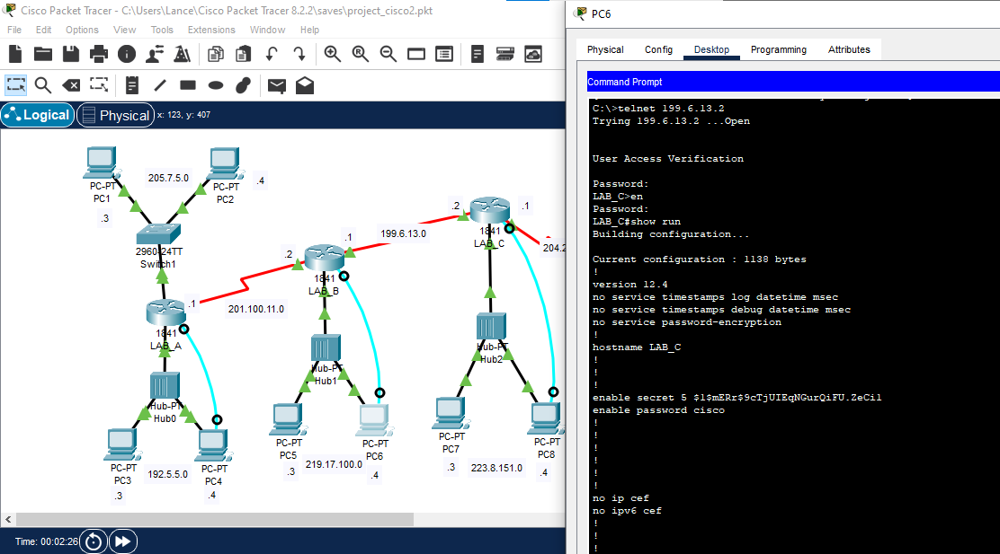 Cisco Packet Tracer - C:\Users\Lance\Cisco Packet Tracer 8.2.2\saves\project_cisco2.pkt
File Edit Options View Tools Extensions Window Help
Logical Physical x: 123, y: 407
PC-PT
PC1
.3
205.7.5.0
PC-PT
PC2
.4
2960-24TT
Switch1
.1
1841
LAB_A
201.100.11.0
Hub-PT
Hub0
PC-PT
PC3
.3
192.5.5.0
PC-PT
PC4
.4
.2
.1
1841
LAB_B
199.6.13.0
Hub-PT
Hub1
PC-PT
PC5
.3
219.17.100.0
PC-PT
PC6
.4
.2
.1
1841
LAB_C
204.2
Hub-PT
Hub2
PC-PT
PC7
.3
223.8.151.0
PC-PT
PC8
.4
Time: 00:02:26
PC6
Physical Config Desktop Programming Attributes
Command Prompt
C:\>telnet 199.6.13.2
Trying 199.6.13.2 ...Open
User Access Verification
Password:
LAB_C>en
Password:
LAB_C#show run
Building configuration...
Current configuration : 1138 bytes
!
version 12.4
no service timestamps log datetime msec
no service timestamps debug datetime msec
no service password-encryption
!
hostname LAB_C
!
!
!
enable secret 5 $1$mERr$9cTjUIEqNGurQiFU.ZeCi1
enable password cisco
!
!
!
!
!
!
no ip cef
no ipv6 cef
!
!
!